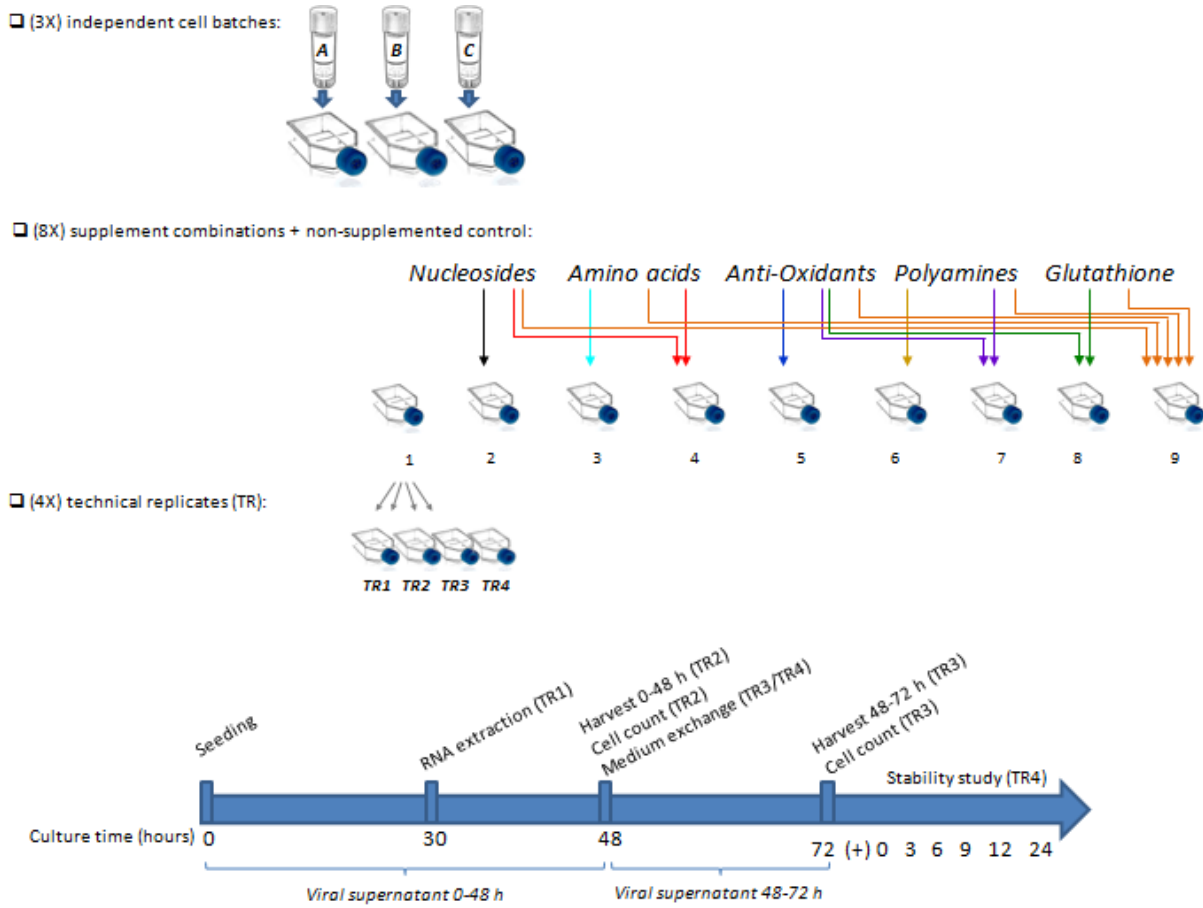 (3X) independent cell batches:
A B C
(8X) supplement combinations + non-supplemented control:
Nucleosides Amino acids Anti-Oxidants Polyamines Glutathione
1 2 3 4 5 6 7 8 9
(4X) technical replicates (TR):
TR1 TR2 TR3 TR4
Seeding
RNA extraction (TR1)
Harvest 0-48 h (TR2)
Cell count (TR2)
Medium exchange (TR3/TR4)
Harvest 48-72 h (TR3)
Cell count (TR3)
Stability study (TR4)
Culture time (hours) 0 30 48 72 (+) 0 3 6 9 12 24
Viral supernatant 0-48 h Viral supernatant 48-72 h